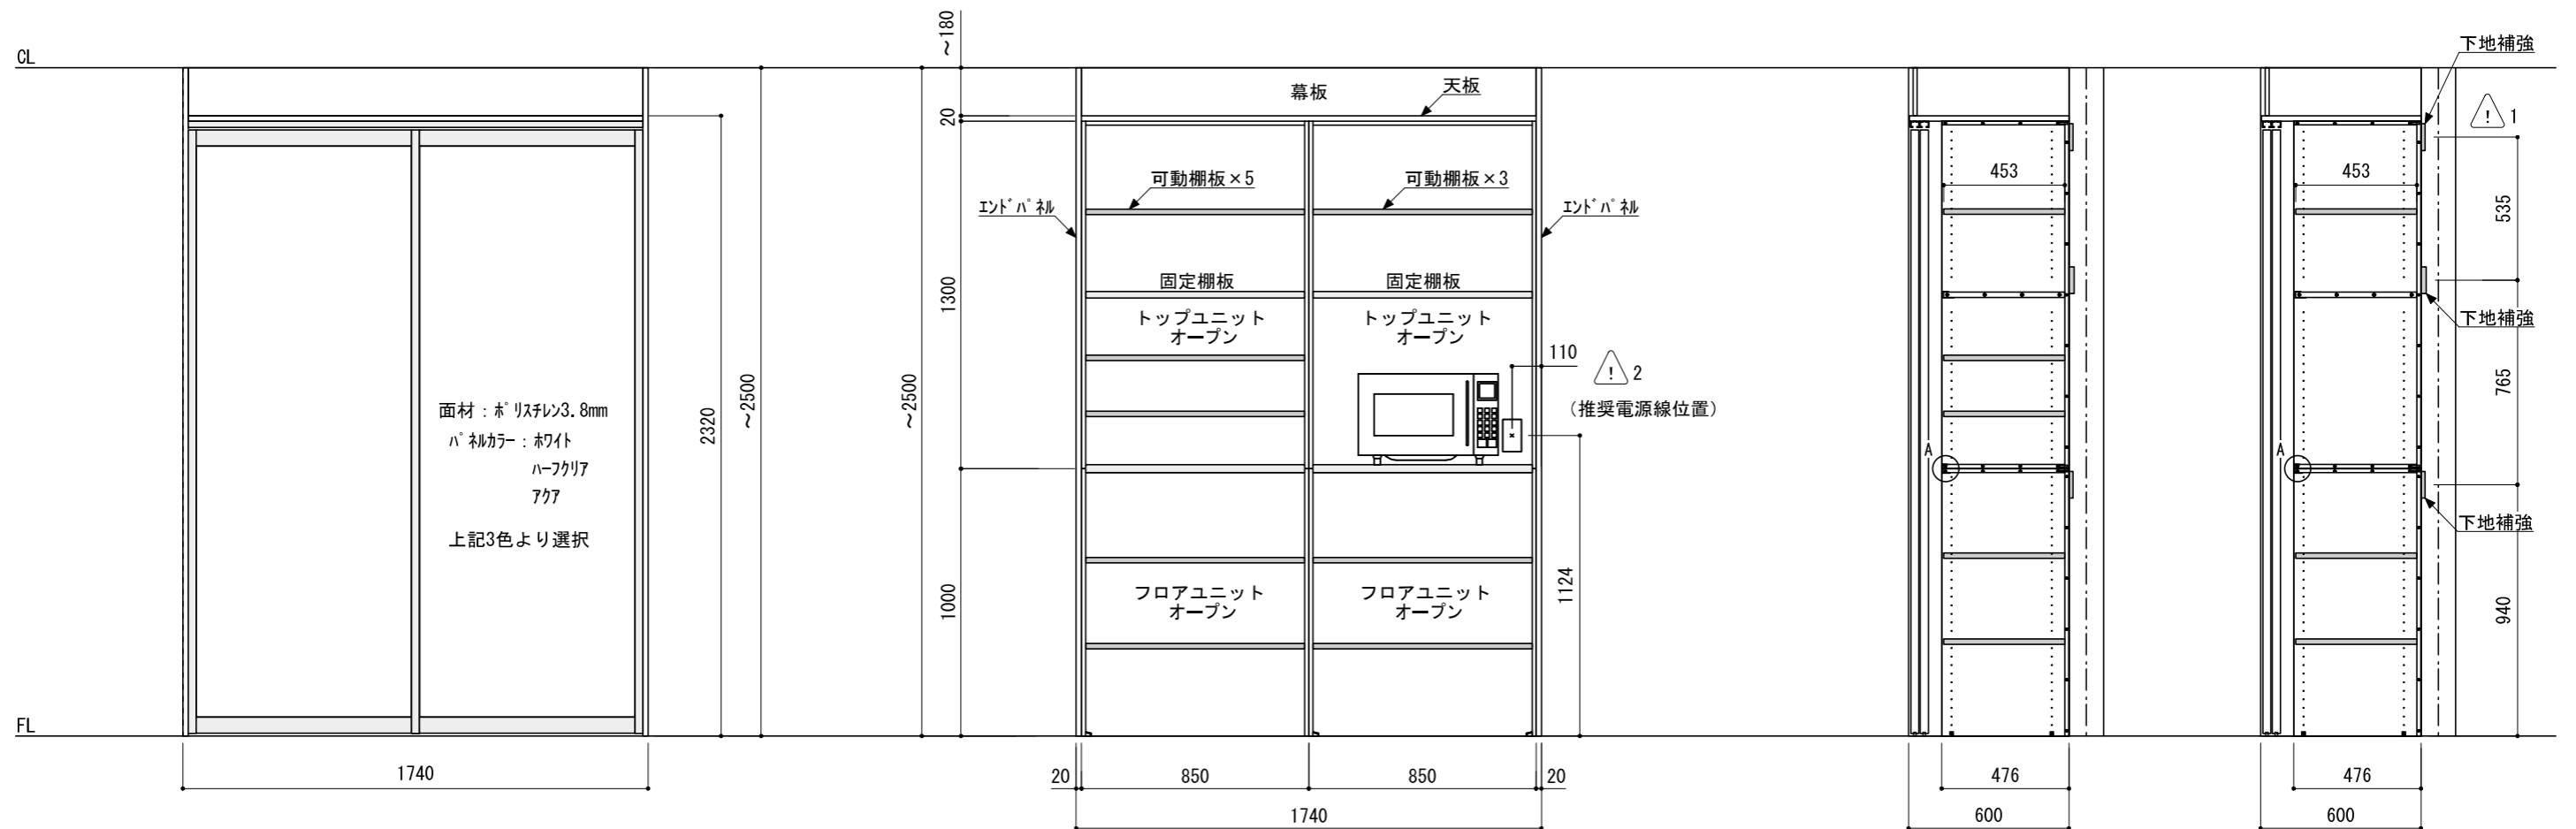 CL
FL
面材：ﾎﾟﾘｽﾁﾚﾝ3.8mm
ﾊﾟﾈﾙｶﾗｰ：ﾎﾜｲﾄ
ﾊｰﾌｸﾘｱ
ｱｸｱ
上記3色より選択
2320
～2500
1740
～2500
～180
20
1300
1000
幕板
天板
可動棚板×5
可動棚板×3
ｴﾝﾄﾞﾊﾟﾈﾙ
ｴﾝﾄﾞﾊﾟﾈﾙ
固定棚板
固定棚板
トップユニット
オープン
トップユニット
オープン
110
! 2
（推奨電源線位置）
フロアユニット
オープン
フロアユニット
オープン
1124
20
850
850
20
1740
453
A
476
600
453
A
476
600
下地補強
! 1
535
下地補強
765
下地補強
940